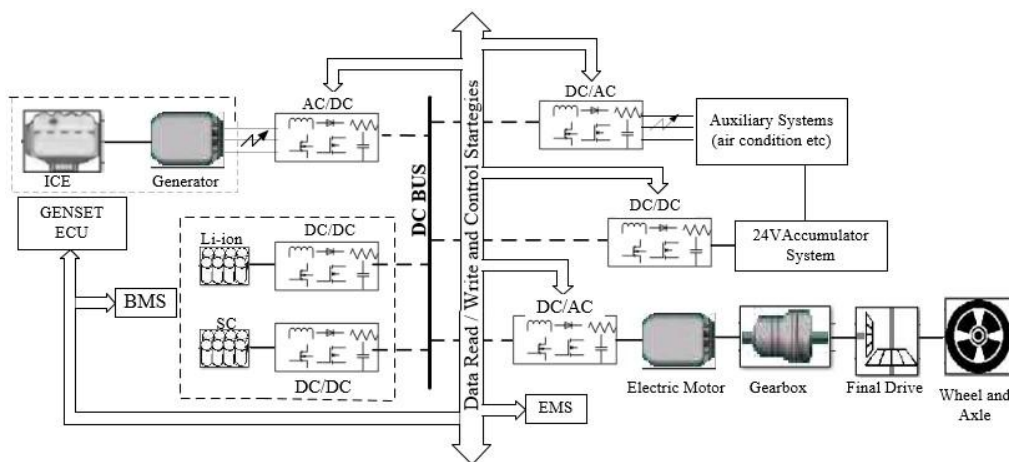 AC/DC
DC/AC
Auxiliary Systems
(air condition etc)
ICE
Generator
GENSET
ECU
DC BUS
Data Read / Write and Control Startegies
DC/DC
24VAccumulator
System
Li-ion
DC/DC
BMS
SC
DC/DC
DC/AC
Electric Motor
Gearbox
Final Drive
Wheel and
Axle
EMS